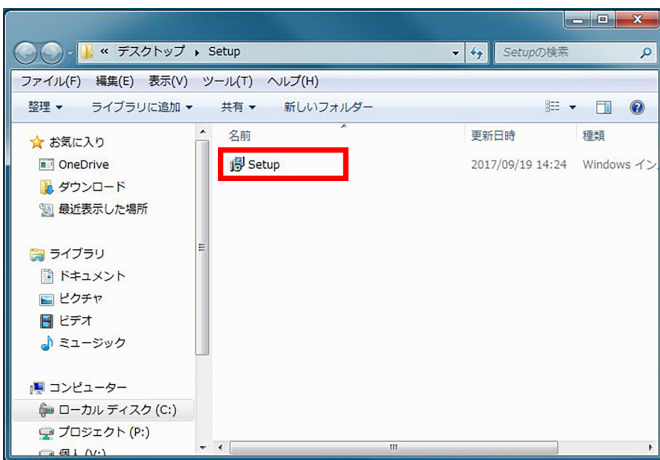 « デスクトップ ▸ Setup
Setupの検索
ファイル(F) 編集(E) 表示(V) ツール(T) ヘルプ(H)
整理 ▼ ライブラリに追加 ▼ 共有 ▼ 新しいフォルダー
名前 更新日時 種類
Setup 2017/09/19 14:24 Windows イン
お気に入り
OneDrive
ダウンロード
最近表示した場所
ライブラリ
ドキュメント
ピクチャ
ビデオ
ミュージック
コンピューター
ローカル ディスク (C:)
プロジェクト (P:)
個人 (V:)